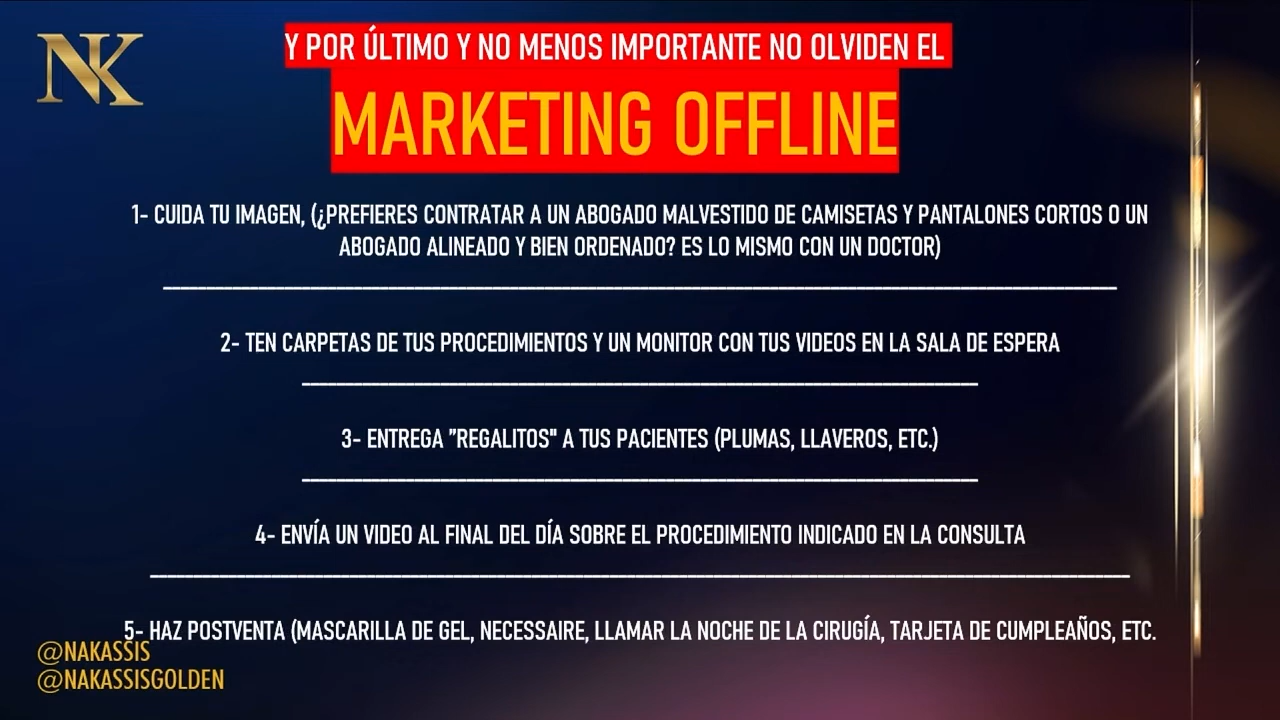 NK
Y POR ÚLTIMO Y NO MENOS IMPORTANTE NO OLVIDEN EL
MARKETING OFFLINE
1- CUIDA TU IMAGEN, (¿PREFIERES CONTRATAR A UN ABOGADO MALVESTIDO DE CAMISETAS Y PANTALONES CORTOS O UN
ABOGADO ALINEADO Y BIEN ORDENADO? ES LO MISMO CON UN DOCTOR)
2- TEN CARPETAS DE TUS PROCEDIMIENTOS Y UN MONITOR CON TUS VIDEOS EN LA SALA DE ESPERA
3- ENTREGA "REGALITOS" A TUS PACIENTES (PLUMAS, LLAVEROS, ETC.)
4- ENVÍA UN VIDEO AL FINAL DEL DÍA SOBRE EL PROCEDIMIENTO INDICADO EN LA CONSULTA
5- HAZ POSTVENTA (MASCARILLA DE GEL, NECESSAIRE, LLAMAR LA NOCHE DE LA CIRUGÍA, TARJETA DE CUMPLEAÑOS, ETC.
@NAKASSIS
@NAKASSISGOLDEN